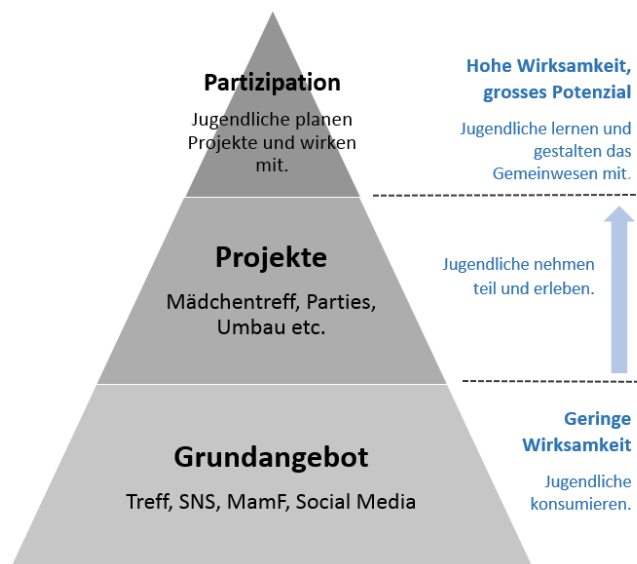 Partizipation
Jugendliche planen
Projekte und wirken
mit.
Hohe Wirksamkeit,
grosses Potenzial
Jugendliche lernen und
gestalten das
Gemeinwesen mit.
Projekte
Mädchentreff, Parties,
Umbau etc.
Jugendliche nehmen
teil und erleben.
Grundangebot
Treff, SNS, MamF, Social Media
Geringe
Wirksamkeit
Jugendliche
konsumieren.